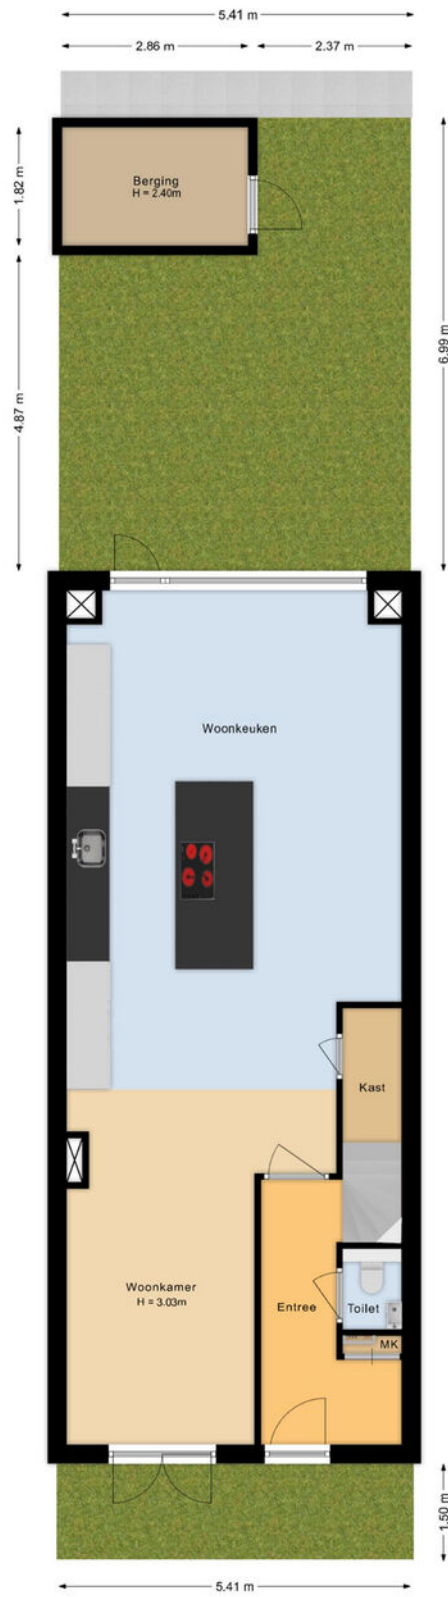 5.41 m
2.86 m
2.37 m
Berging
H = 2.40m
1.82 m
6.99 m
4.87 m
Woonkeuken
Kast
Woonkamer
H = 3.03m
Entree
Toilet
MK
1.50 m
5.41 m